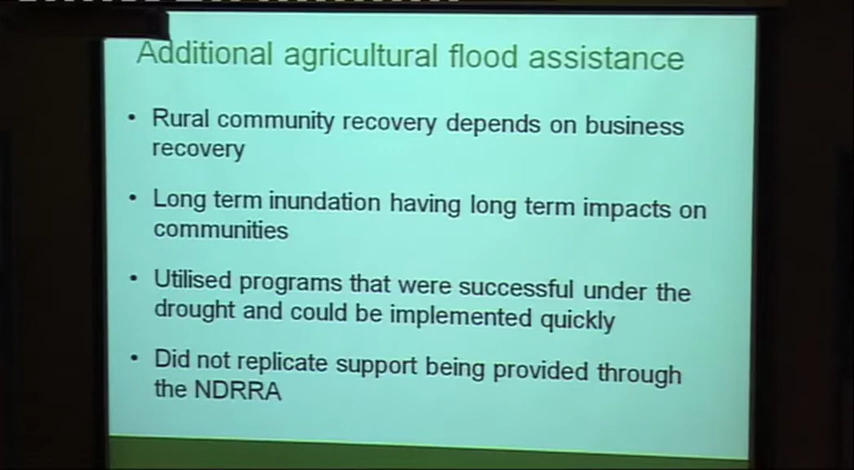 Additional agricultural flood assistance
• Rural community recovery depends on business
recovery
• Long term inundation having long term impacts on
communities
• Utilised programs that were successful under the
drought and could be implemented quickly
• Did not replicate support being provided through
the NDRRA